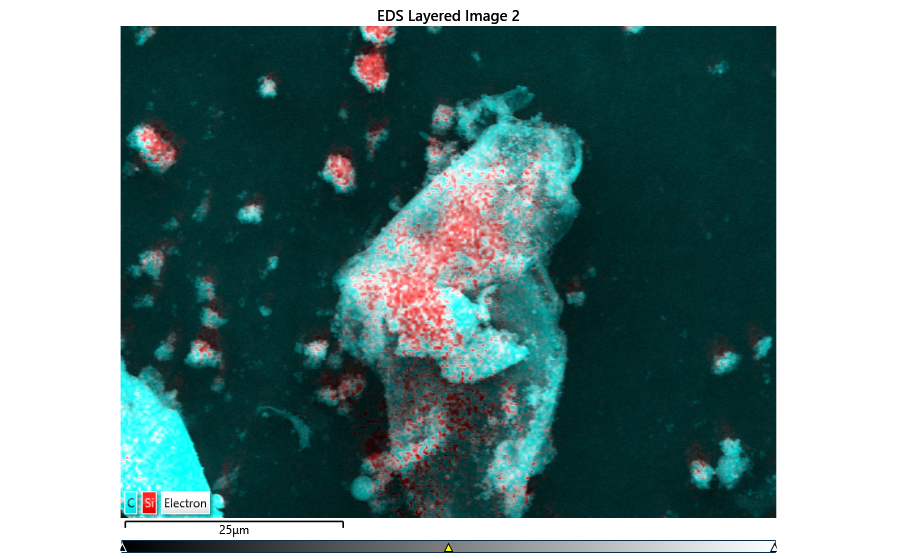 EDS Layered Image 2
C Si Electron
25μm